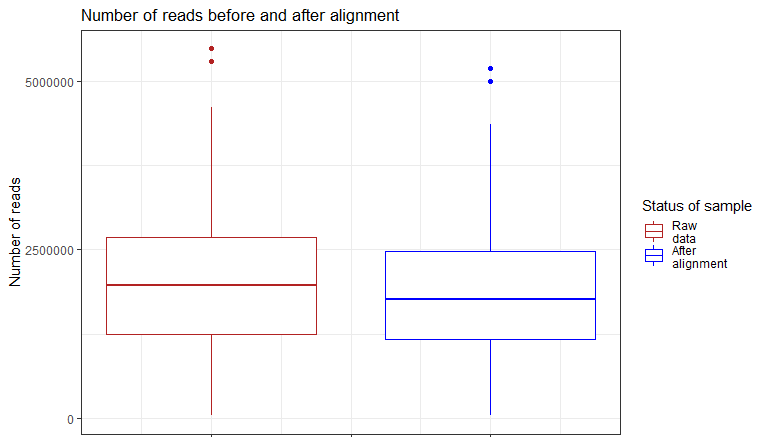 Number of reads before and after alignment
Number of reads
5000000
2500000
0
Status of sample
Raw
data
After
alignment